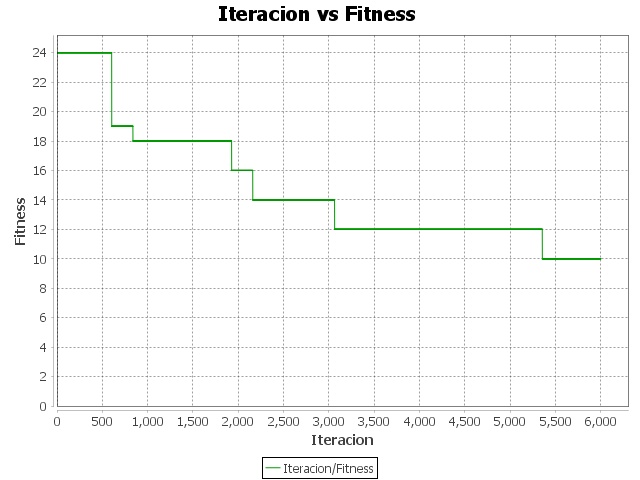 Iteracion vs Fitness
24
22
20
18
16
14
12
10
8
6
4
2
0
Fitness
0 500 1,000 1,500 2,000 2,500 3,000 3,500 4,000 4,500 5,000 5,500 6,000
Iteracion
Iteracion/Fitness